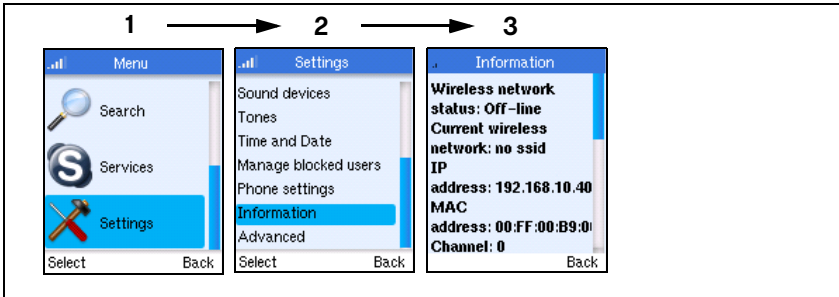 1 2 3
Menu
Search
Services
Settings
Select Back
Settings
Sound devices
Tones
Time and Date
Manage blocked users
Phone settings
Information
Advanced
Select Back
Information
Wireless network
status: Off-line
Current wireless
network: no ssid
IP
address: 192.168.10.40
MAC
address: 00:FF:00:B9:0
Channel: 0
Back